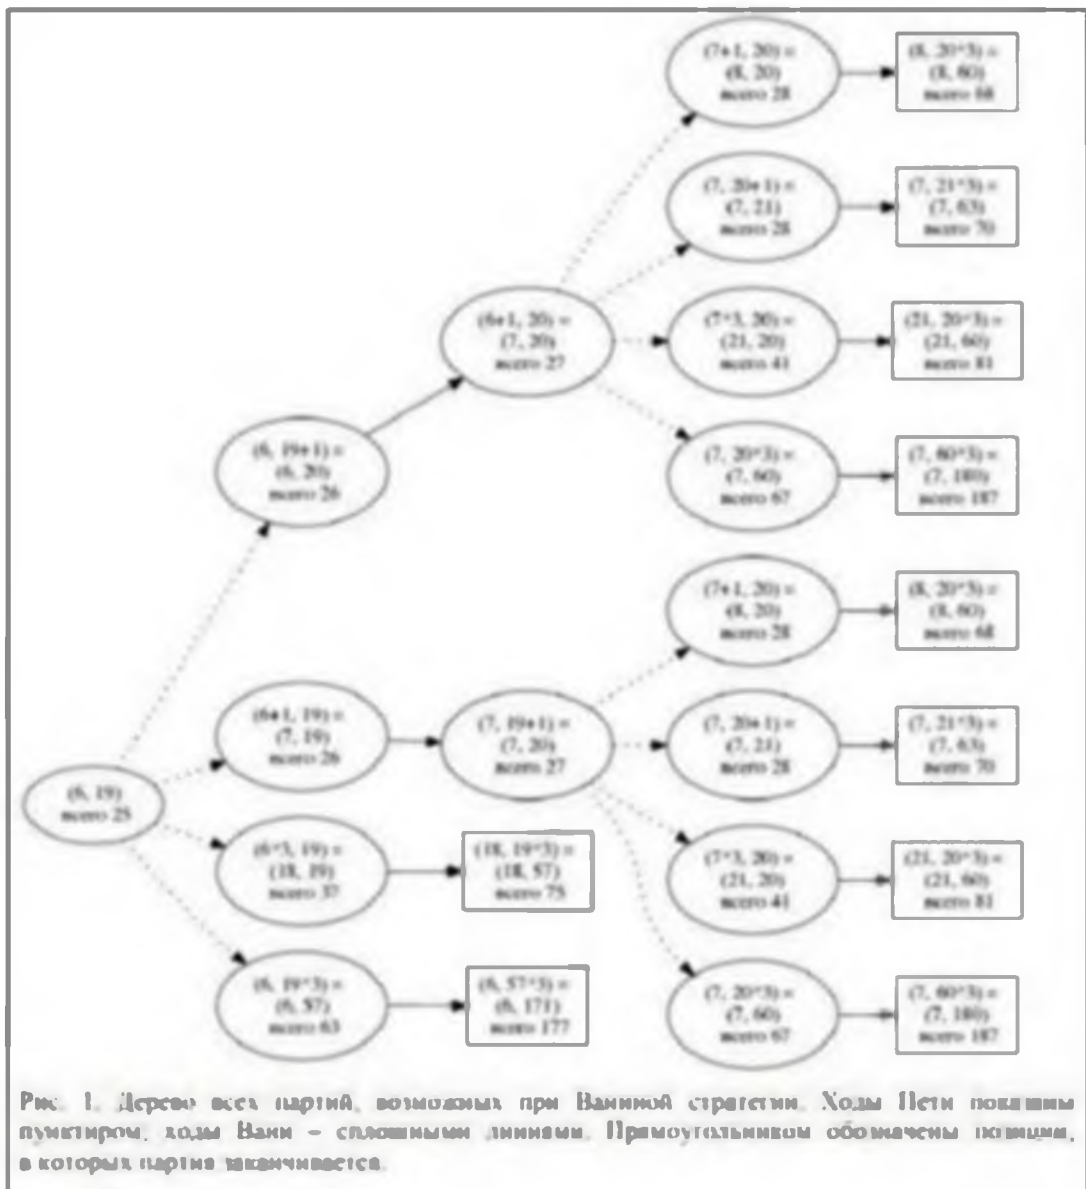 (7+1, 20) =
(8, 20)
всего 28
(8, 20*3) =
(8, 60)
всего 68
(7, 20+1) =
(7, 21)
всего 28
(7, 21*3) =
(7, 63)
всего 70
(6+1, 20) =
(7, 20)
всего 27
(7*3, 20) =
(21, 20)
всего 41
(21, 20*3) =
(21, 60)
всего 81
(6, 19+1) =
(6, 20)
всего 26
(7, 20*3) =
(7, 60)
всего 67
(7, 60*3) =
(7, 180)
всего 187
(7+1, 20) =
(8, 20)
всего 28
(8, 20*3) =
(8, 60)
всего 68
(6+1, 19) =
(7, 19)
всего 26
(7, 19+1) =
(7, 20)
всего 27
(7, 20+1) =
(7, 21)
всего 28
(7, 21*3) =
(7, 63)
всего 70
(6, 19)
всего 25
(6*3, 19) =
(18, 19)
всего 37
(18, 19*3) =
(18, 57)
всего 75
(7*3, 20) =
(21, 20)
всего 41
(21, 20*3) =
(21, 60)
всего 81
(6, 19*3) =
(6, 57)
всего 63
(6, 57*3) =
(6, 171)
всего 177
(7, 20*3) =
(7, 60)
всего 67
(7, 60*3) =
(7, 180)
всего 187
Рис. 1. Дерево всех партий, возможных при Ваниной стратегии. Ходы Пети показаны
пунктиром, ходы Вани – сплошными линиями. Прямоугольником обозначены позиции,
в которых партия заканчивается.